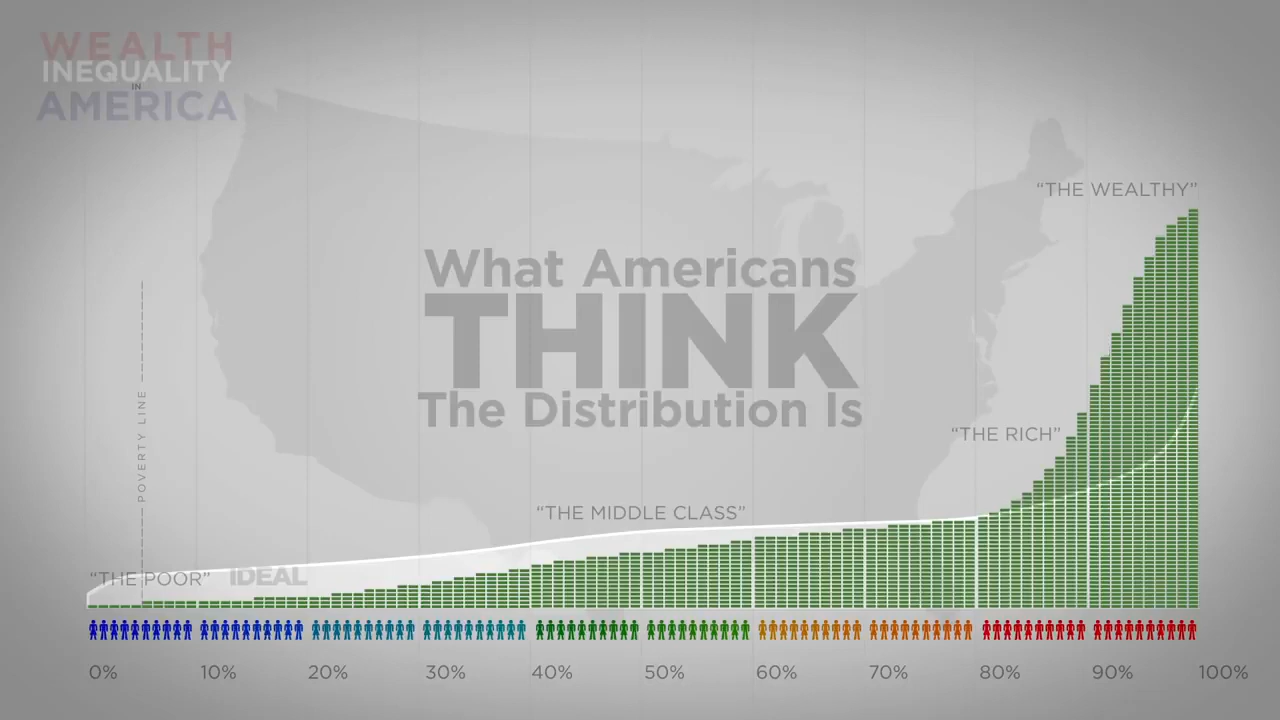 WEALTH
INEQUALITY
IN
AMERICA
“THE WEALTHY”
What Americans
THINK
The Distribution Is
POVERTY LINE
“THE RICH”
“THE MIDDLE CLASS”
“THE POOR” IDEAL
0% 10% 20% 30% 40% 50% 60% 70% 80% 90% 100%